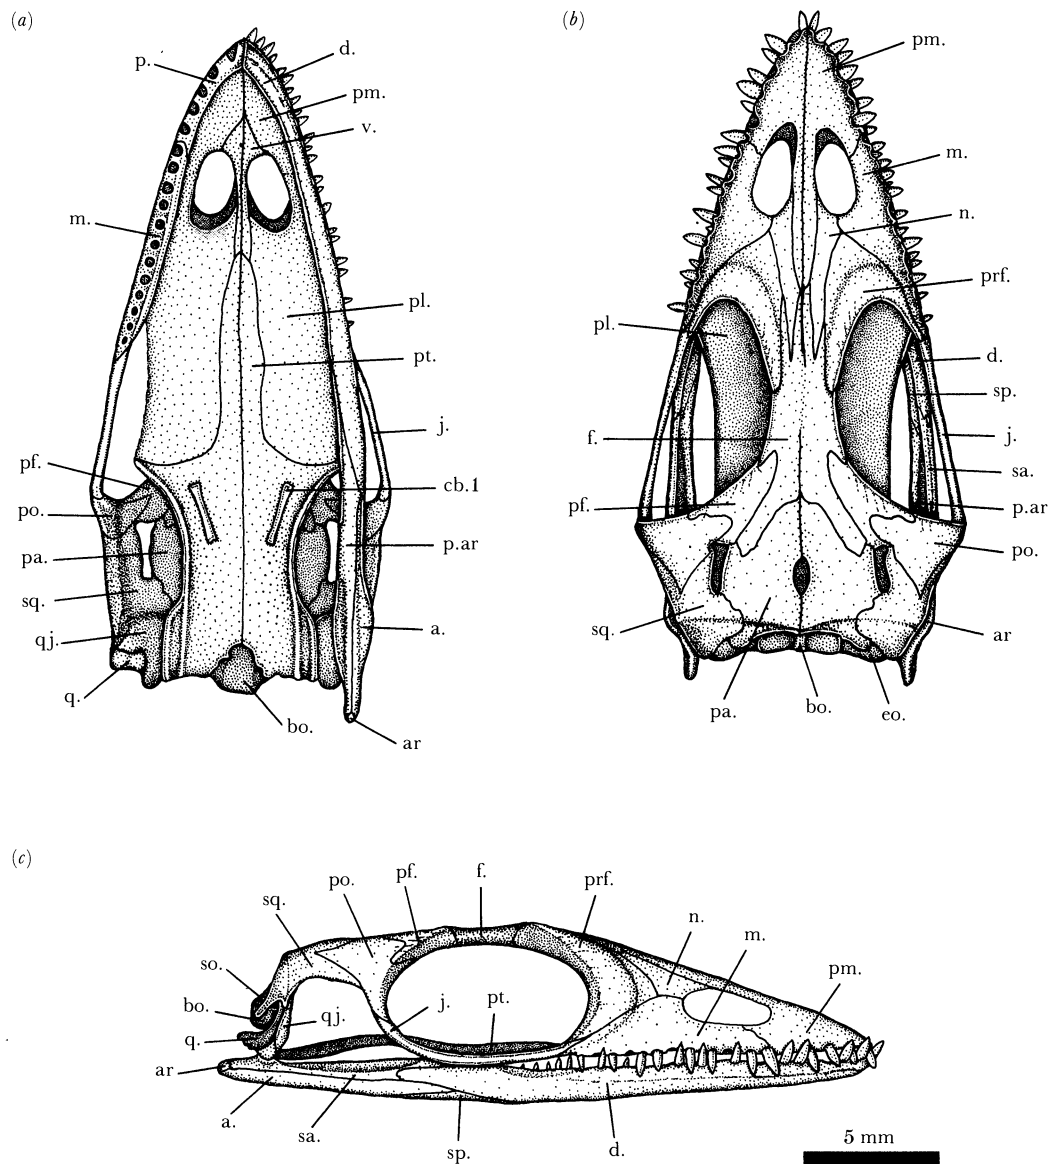 (a)
p.
d.
pm.
v.
m.
pl.
pt.
j.
pf.
cb.1
po.
p.ar
pa.
sq.
a.
qj.
q.
bo.
ar
(b)
pm.
m.
n.
prf.
pl.
d.
sp.
f.
j.
sa.
pf.
p.ar
po.
sq.
ar
pa.
bo.
eo.
(c)
f.
pf.
po.
prf.
sq.
n.
m.
so.
pm.
bo.
j.
pt.
qj.
q.
ar
a.
sa.
sp.
d.
5 mm